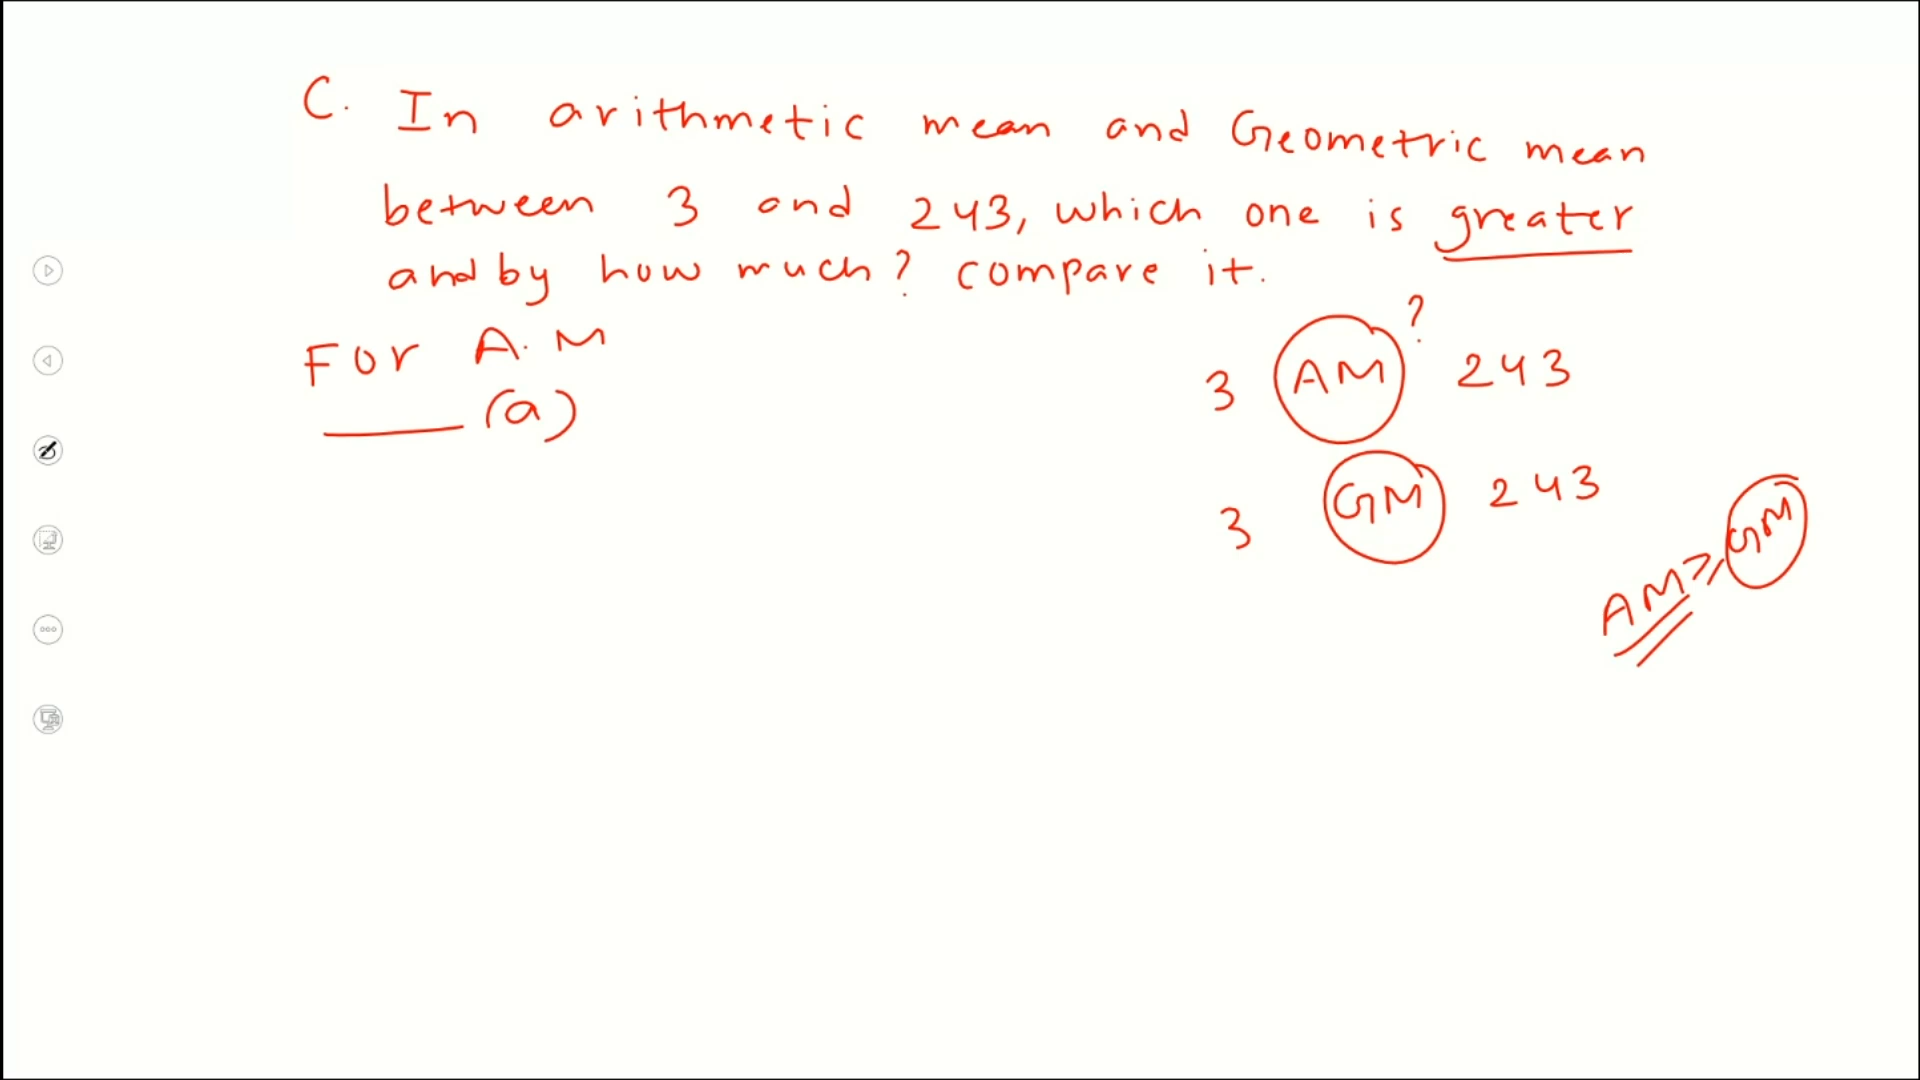 C. In arithmetic mean and Geometric mean
between 3 and 243, which one is greater
and by how much? compare it.
For A.M
(a)
3 AM ? 243
3 GM 243
AM ≥ GM